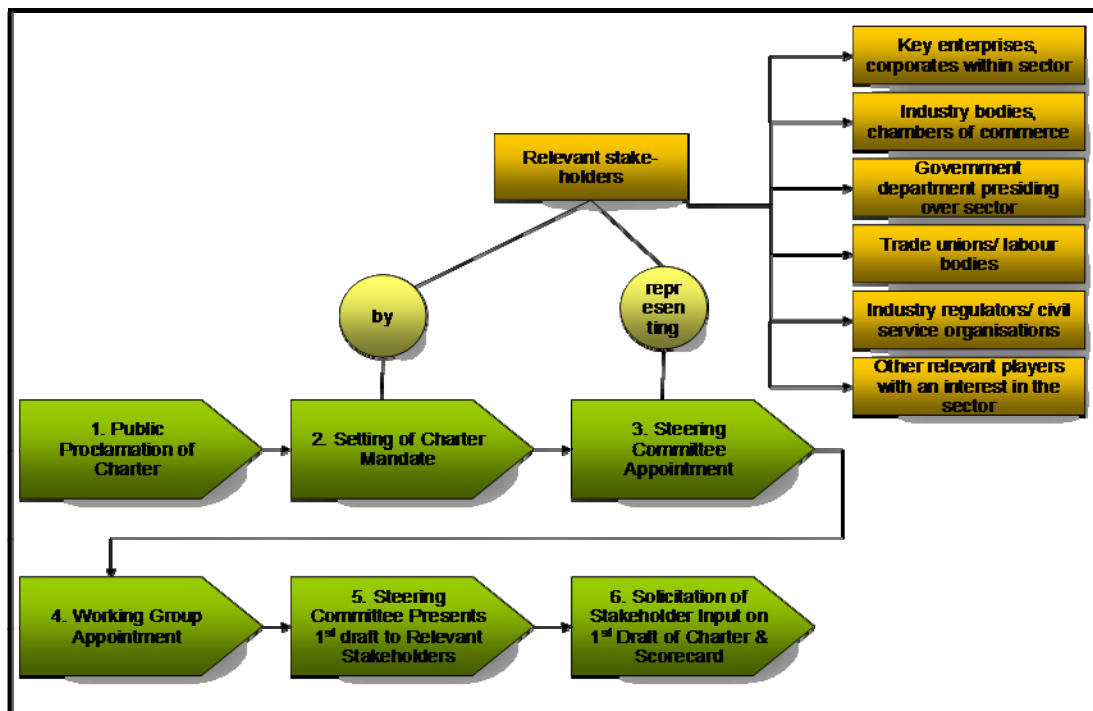 Key enterprises,
corporates within sector
Industry bodies,
chambers of commerce
Relevant stake-
holders
Government
department presiding
over sector
Trade unions/ labour
bodies
by
repr
esen
ting
Industry regulators/ civil
service organisations
Other relevant players
with an interest in the
sector
1. Public
Proclamation of
Charter
2. Setting of Charter
Mandate
3. Steering
Committee
Appointment
4. Working Group
Appointment
5. Steering
Committee Presents
1st draft to Relevant
Stakeholders
6. Solicitation of
Stakeholder Input on
1st Draft of Charter &
Scorecard